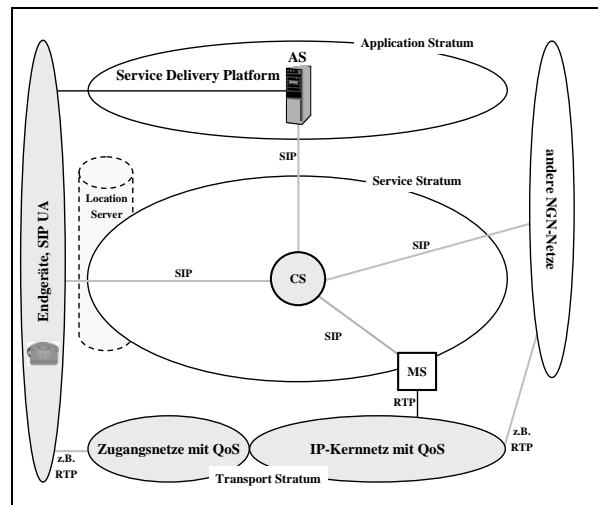 Application Stratum
AS
Service Delivery Platform
SIP
Service Stratum
Location
Server
Endgeräte, SIP UA
andere NGN-Netze
SIP
SIP
CS
SIP
MS
RTP
Zugangsnetze mit QoS
IP-Kernnetz mit QoS
z.B.
RTP
z.B.
RTP
Transport Stratum